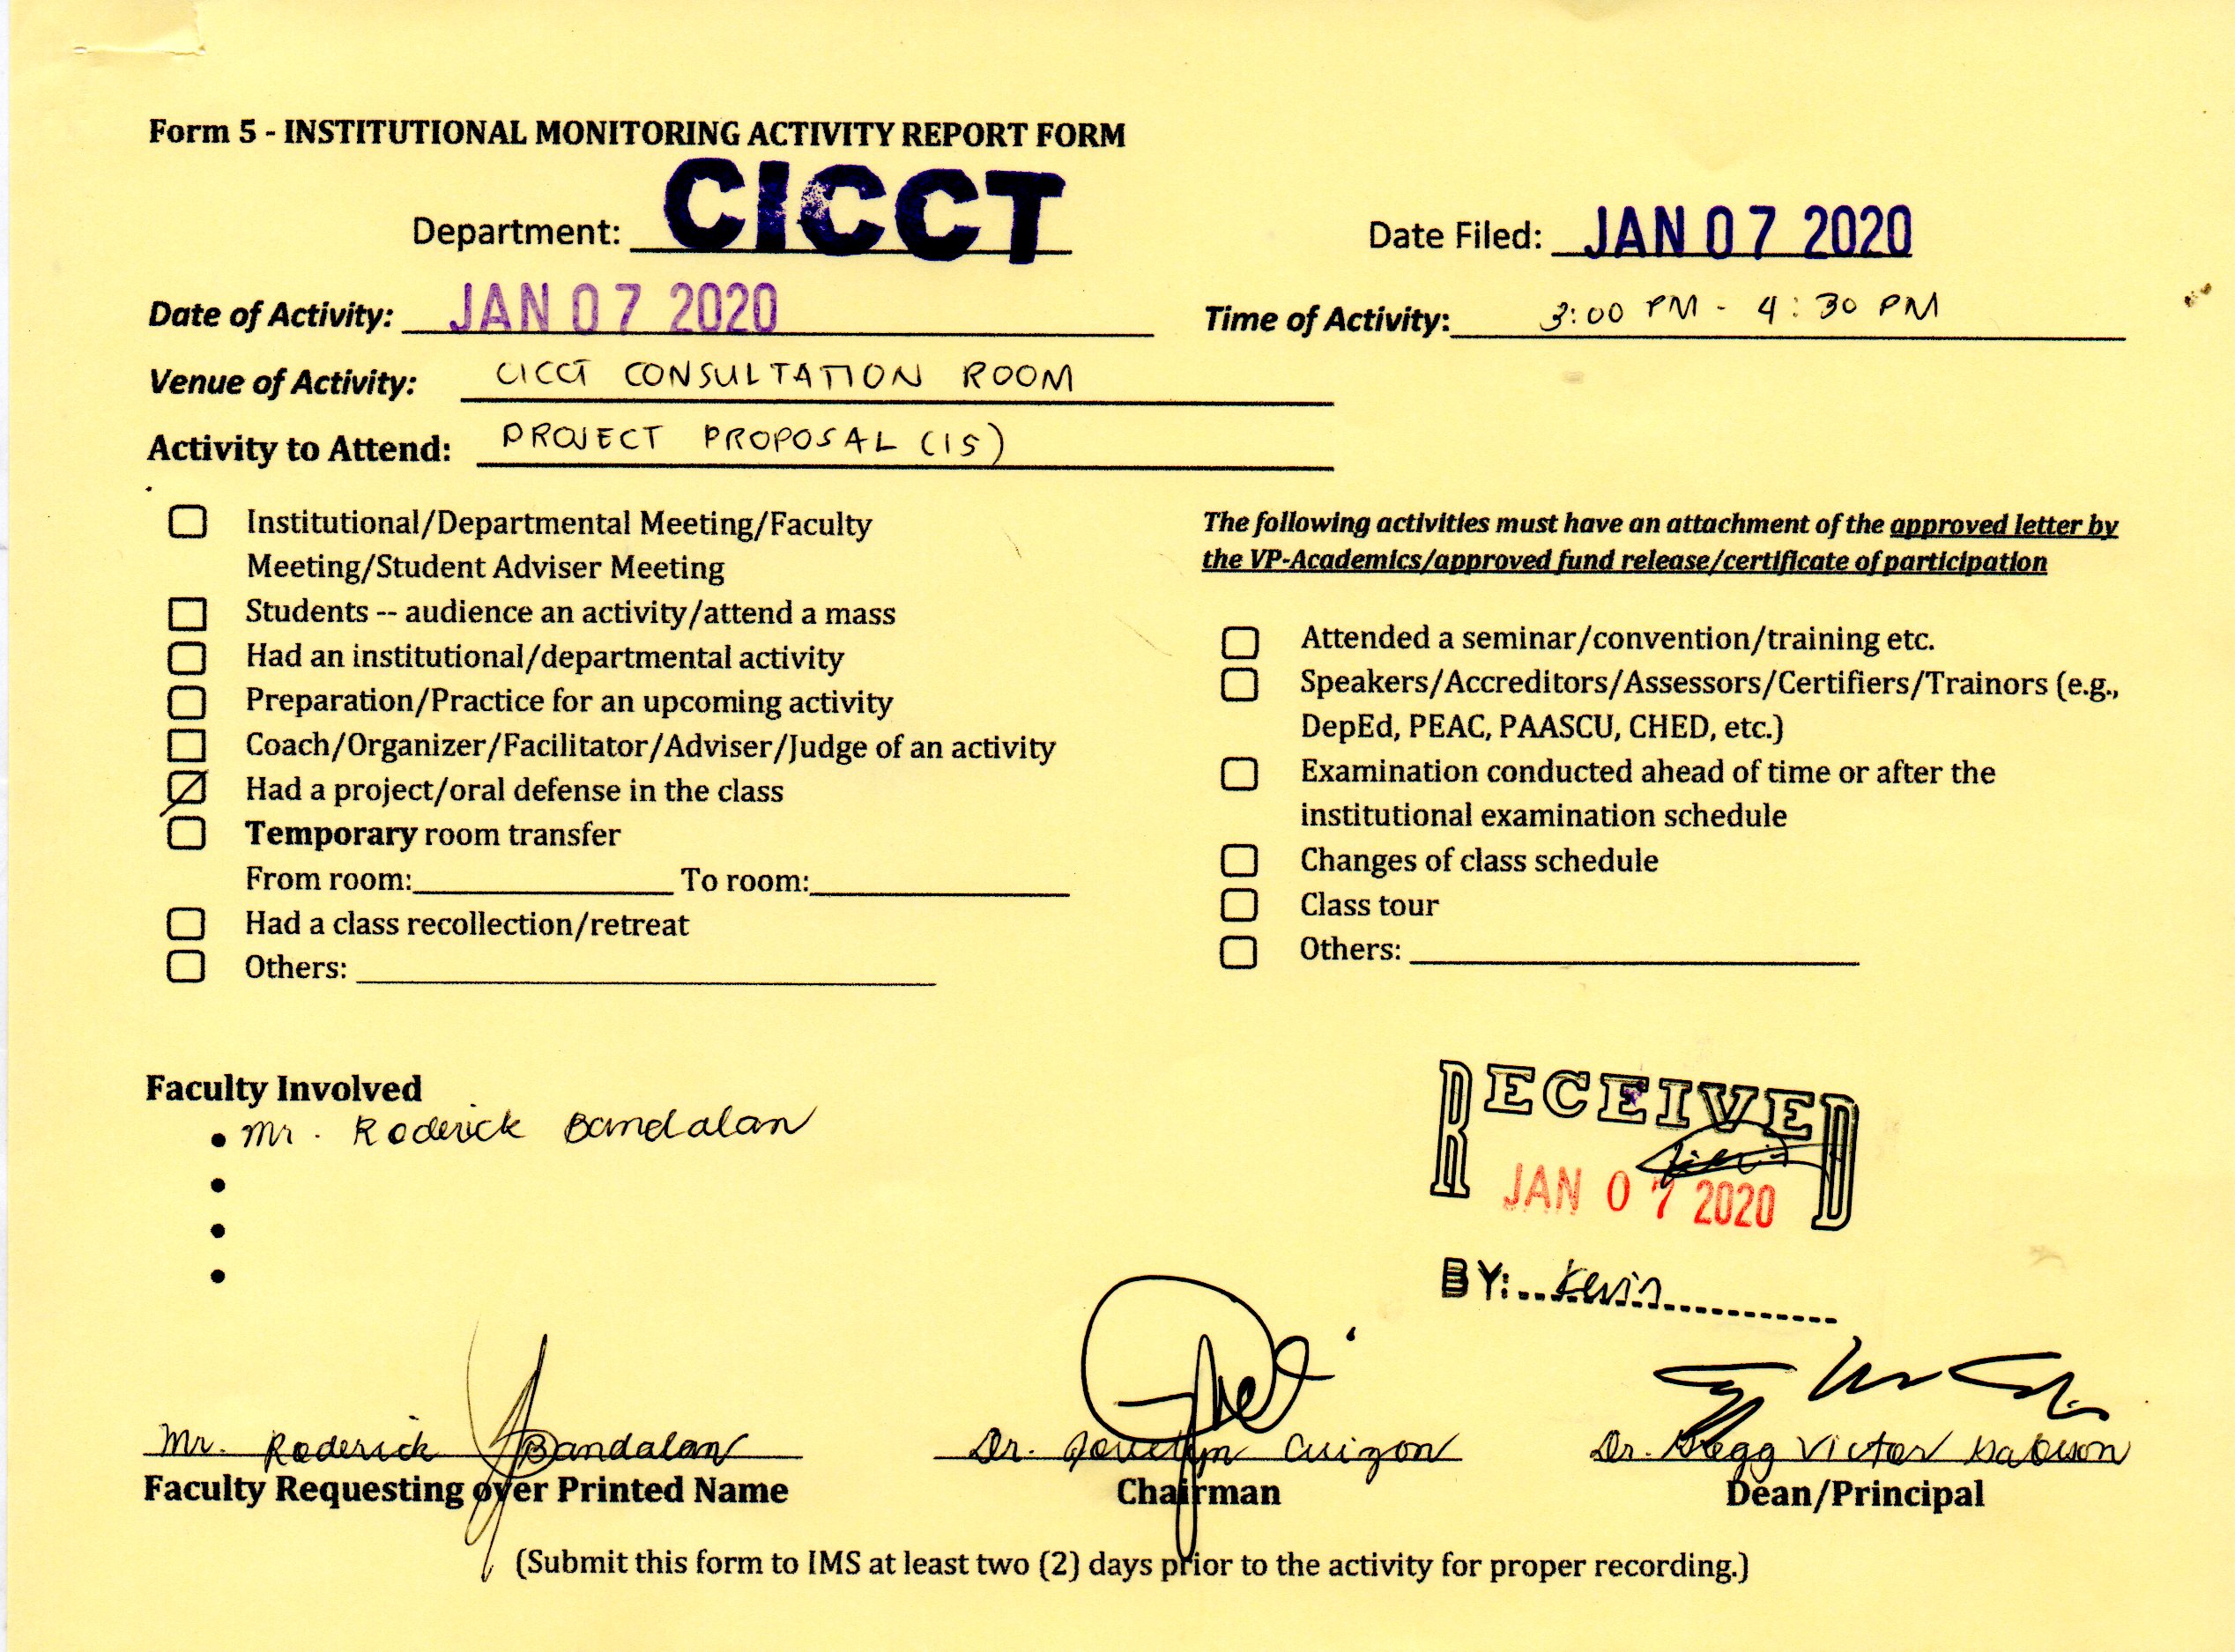 Form 5 - INSTITUTIONAL MONITORING ACTIVITY REPORT FORM
Department: CICCT
Date Filed: JAN 07 2020
Date of Activity: JAN 07 2020
Time of Activity: 3:00 PM - 4:30 PM
Venue of Activity: CICCT CONSULTATION ROOM
Activity to Attend: PROJECT PROPOSAL (IS)
Institutional/Departmental Meeting/Faculty
Meeting/Student Adviser Meeting
Students -- audience an activity/attend a mass
Had an institutional/departmental activity
Preparation/Practice for an upcoming activity
Coach/Organizer/Facilitator/Adviser/Judge of an activity
Had a project/oral defense in the class
Temporary room transfer
From room: To room:
Had a class recollection/retreat
Others:
The following activities must have an attachment of the approved letter by
the VP-Academics/approved fund release/certificate of participation
Attended a seminar/convention/training etc.
Speakers/Accreditors/Assessors/Certifiers/Trainors (e.g.,
DepEd, PEAC, PAASCU, CHED, etc.)
Examination conducted ahead of time or after the
institutional examination schedule
Changes of class schedule
Class tour
Others:
Faculty Involved
• Mr. Roderick Bandalan
•
•
•
RECEIVED
JAN 07 2020
BY: Kevin
Mr. Roderick Bandalan
Faculty Requesting over Printed Name
Dr. Jovelyn Cuizon
Chairman
Dr. Gregg Victor Gabison
Dean/Principal
(Submit this form to IMS at least two (2) days prior to the activity for proper recording.)